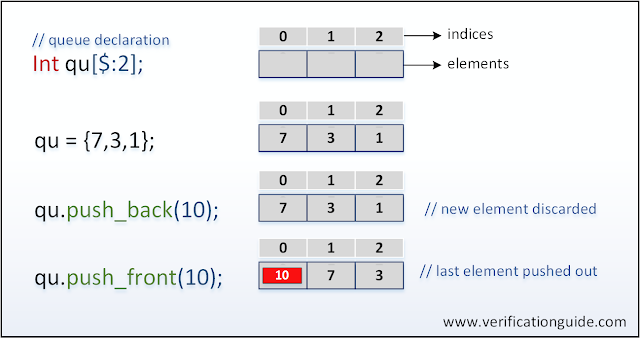 // queue declaration
Int qu[$:2];
0 1 2
indices
elements
qu = {7,3,1};
0 1 2
7 3 1
qu.push_back(10);
0 1 2
7 3 1
// new element discarded
qu.push_front(10);
0 1 2
10 7 3
// last element pushed out
www.verificationguide.com